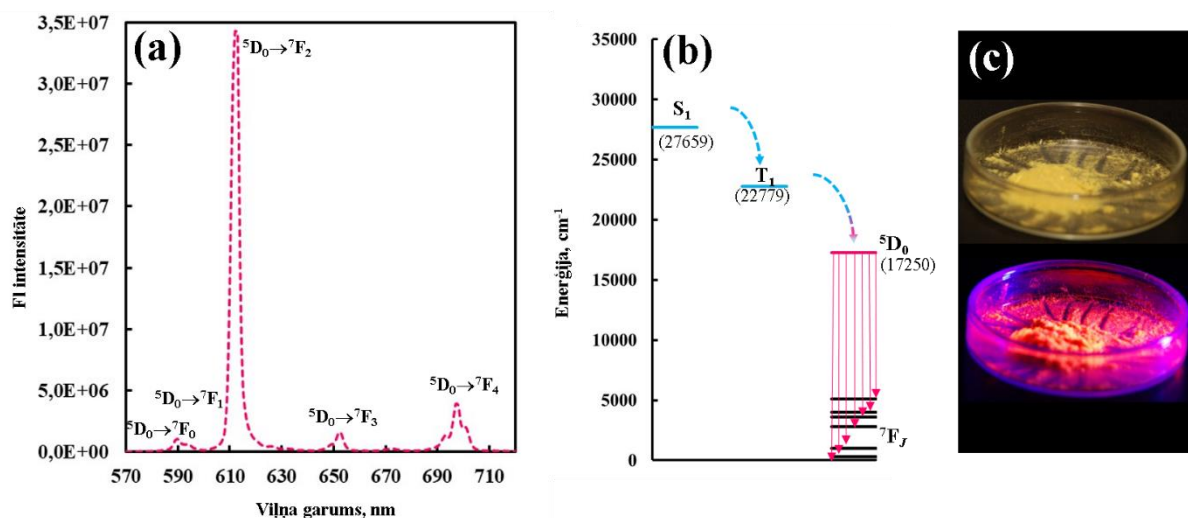 (a)
3,5E+07
3,0E+07
2,5E+07
2,0E+07
1,5E+07
1,0E+07
5,0E+06
0,0E+00
Fl intensitāte
⁵D₀→⁷F₂
⁵D₀→⁷F₁
⁵D₀→⁷F₀
⁵D₀→⁷F₃
⁵D₀→⁷F₄
570 590 610 630 650 670 690 710
Viļņa garums, nm
(b)
35000
30000
25000
20000
15000
10000
5000
0
Enerģija, cm⁻¹
S₁
(27659)
T₁
(22779)
⁵D₀
(17250)
⁷F_J
(c)